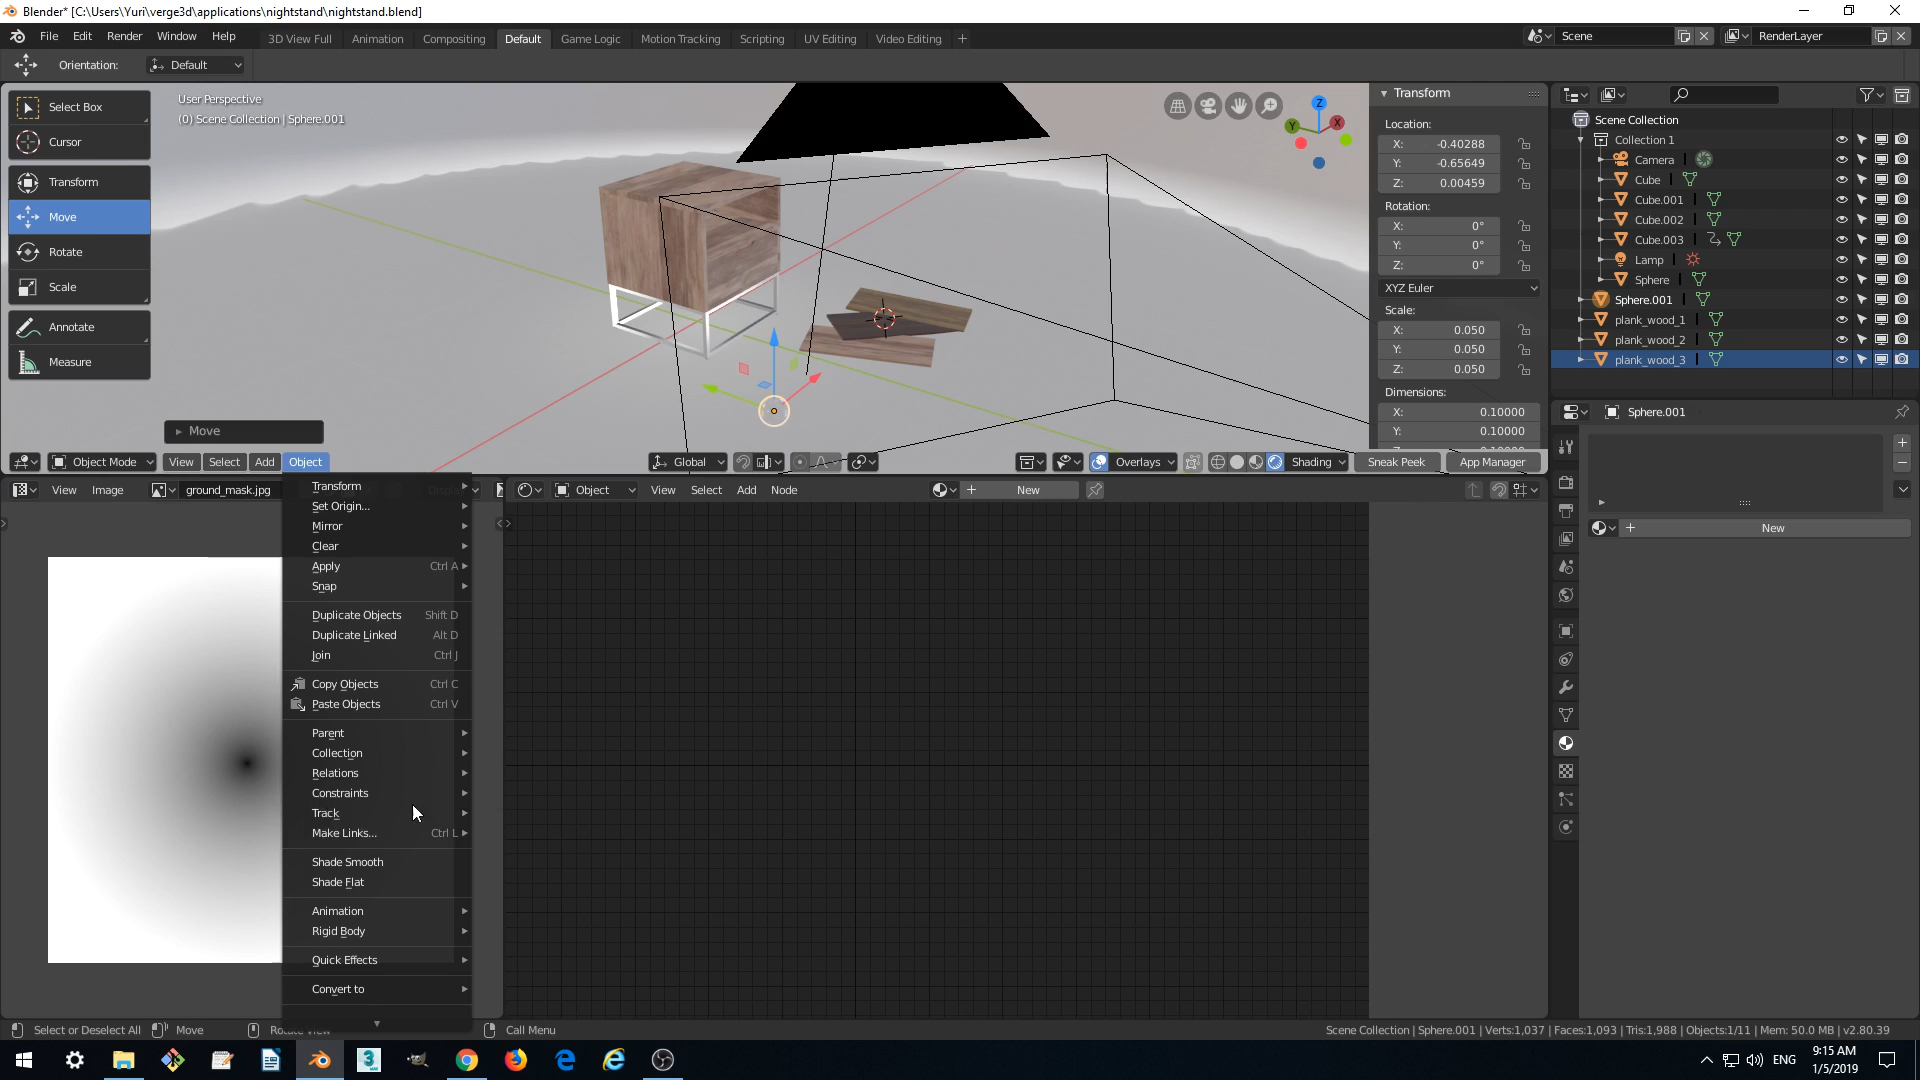 Blender* [C:\Users\Yuri\verge3d\applications\nightstand\nightstand.blend]
File Edit Render Window Help
3D View Full Animation Compositing Default Game Logic Motion Tracking Scripting UV Editing Video Editing +
Scene
RenderLayer
Orientation: Default
Select Box
Cursor
Transform
Move
Rotate
Scale
Annotate
Measure
User Perspective
(0) Scene Collection | Sphere.001
Move
Z
Y
X
Transform
Location:
X: -0.40288
Y: -0.65649
Z: 0.00459
Rotation:
X: 0°
Y: 0°
Z: 0°
XYZ Euler
Scale:
X: 0.050
Y: 0.050
Z: 0.050
Dimensions:
X: 0.10000
Y: 0.10000
Scene Collection
Collection 1
Camera
Cube
Cube.001
Cube.002
Cube.003
Lamp
Sphere
Sphere.001
plank_wood_1
plank_wood_2
plank_wood_3
Object Mode View Select Add Object
Global
Overlays
Shading
Sneak Peek
App Manager
View Image ground_mask.jpg
Transform
Set Origin...
Mirror
Clear
Apply Ctrl A
Snap
Duplicate Objects Shift D
Duplicate Linked Alt D
Join Ctrl J
Copy Objects Ctrl C
Paste Objects Ctrl V
Parent
Collection
Relations
Constraints
Track
Make Links... Ctrl L
Shade Smooth
Shade Flat
Animation
Rigid Body
Quick Effects
Convert to
Object View Select Add Node
+ New
Sphere.001
+ New
Select or Deselect All Move Rotate View Call Menu
Scene Collection | Sphere.001 | Verts:1,037 | Faces:1,093 | Tris:1,988 | Objects:1/11 | Mem: 50.0 MB | v2.80.39
ENG
9:15 AM
1/5/2019